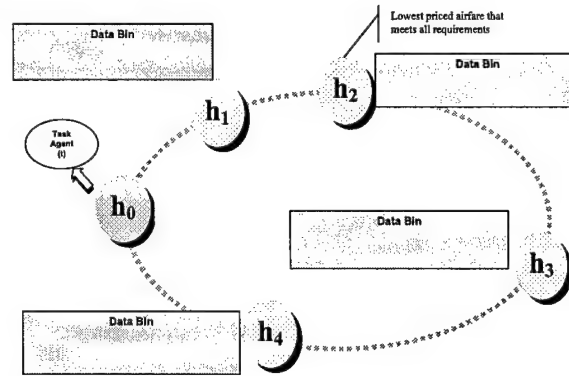 Lowest priced airfare that
meets all requirements
Data Bin
Data Bin
h2
h1
Task
Agent
(t)
h0
Data Bin
h3
Data Bin
h4